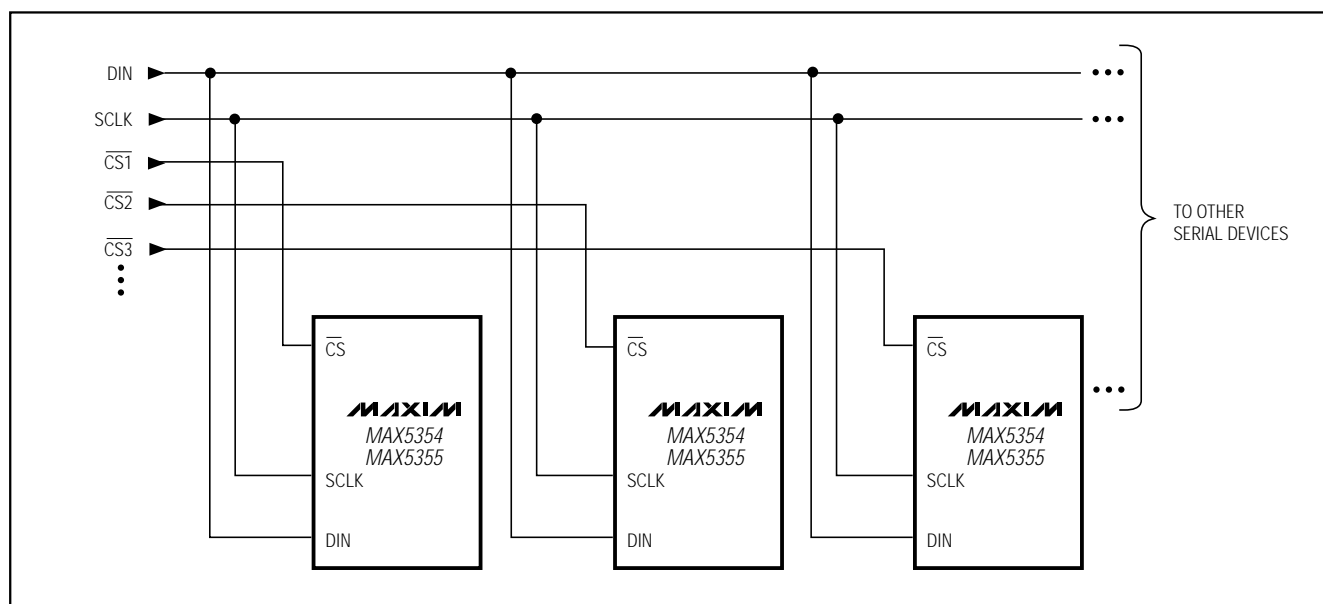 DIN
SCLK
CS1
CS2
CS3
TO OTHER
SERIAL DEVICES
CS
MAXIM
MAX5354
MAX5355
SCLK
DIN
CS
MAXIM
MAX5354
MAX5355
SCLK
DIN
CS
MAXIM
MAX5354
MAX5355
SCLK
DIN